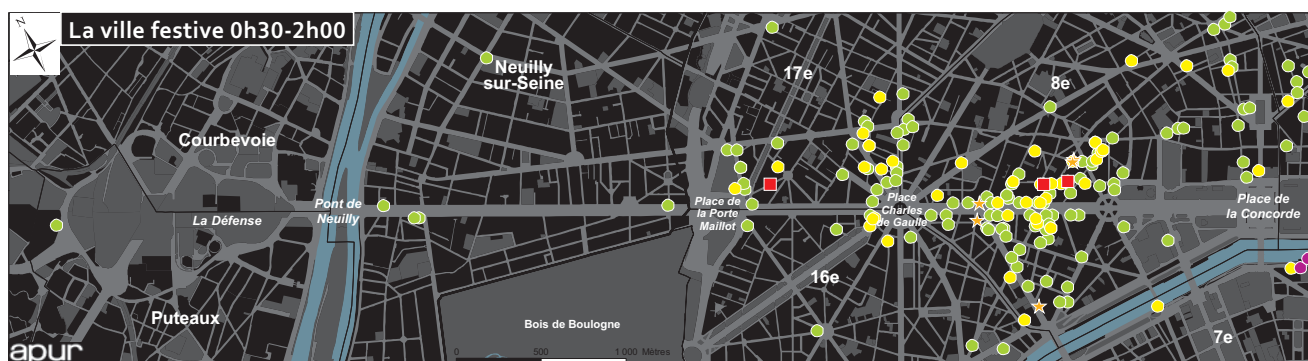 La ville festive 0h30-2h00
Neuilly
sur-Seine
17e
8e
Courbevoie
La Défense
Pont de
Neuilly
Place de
la Porte
Maillot
Place
Charles
de Gaulle
Place de
la Concorde
16e
Puteaux
Bois de Boulogne
7e
0 500 1 000 Mètres
apur